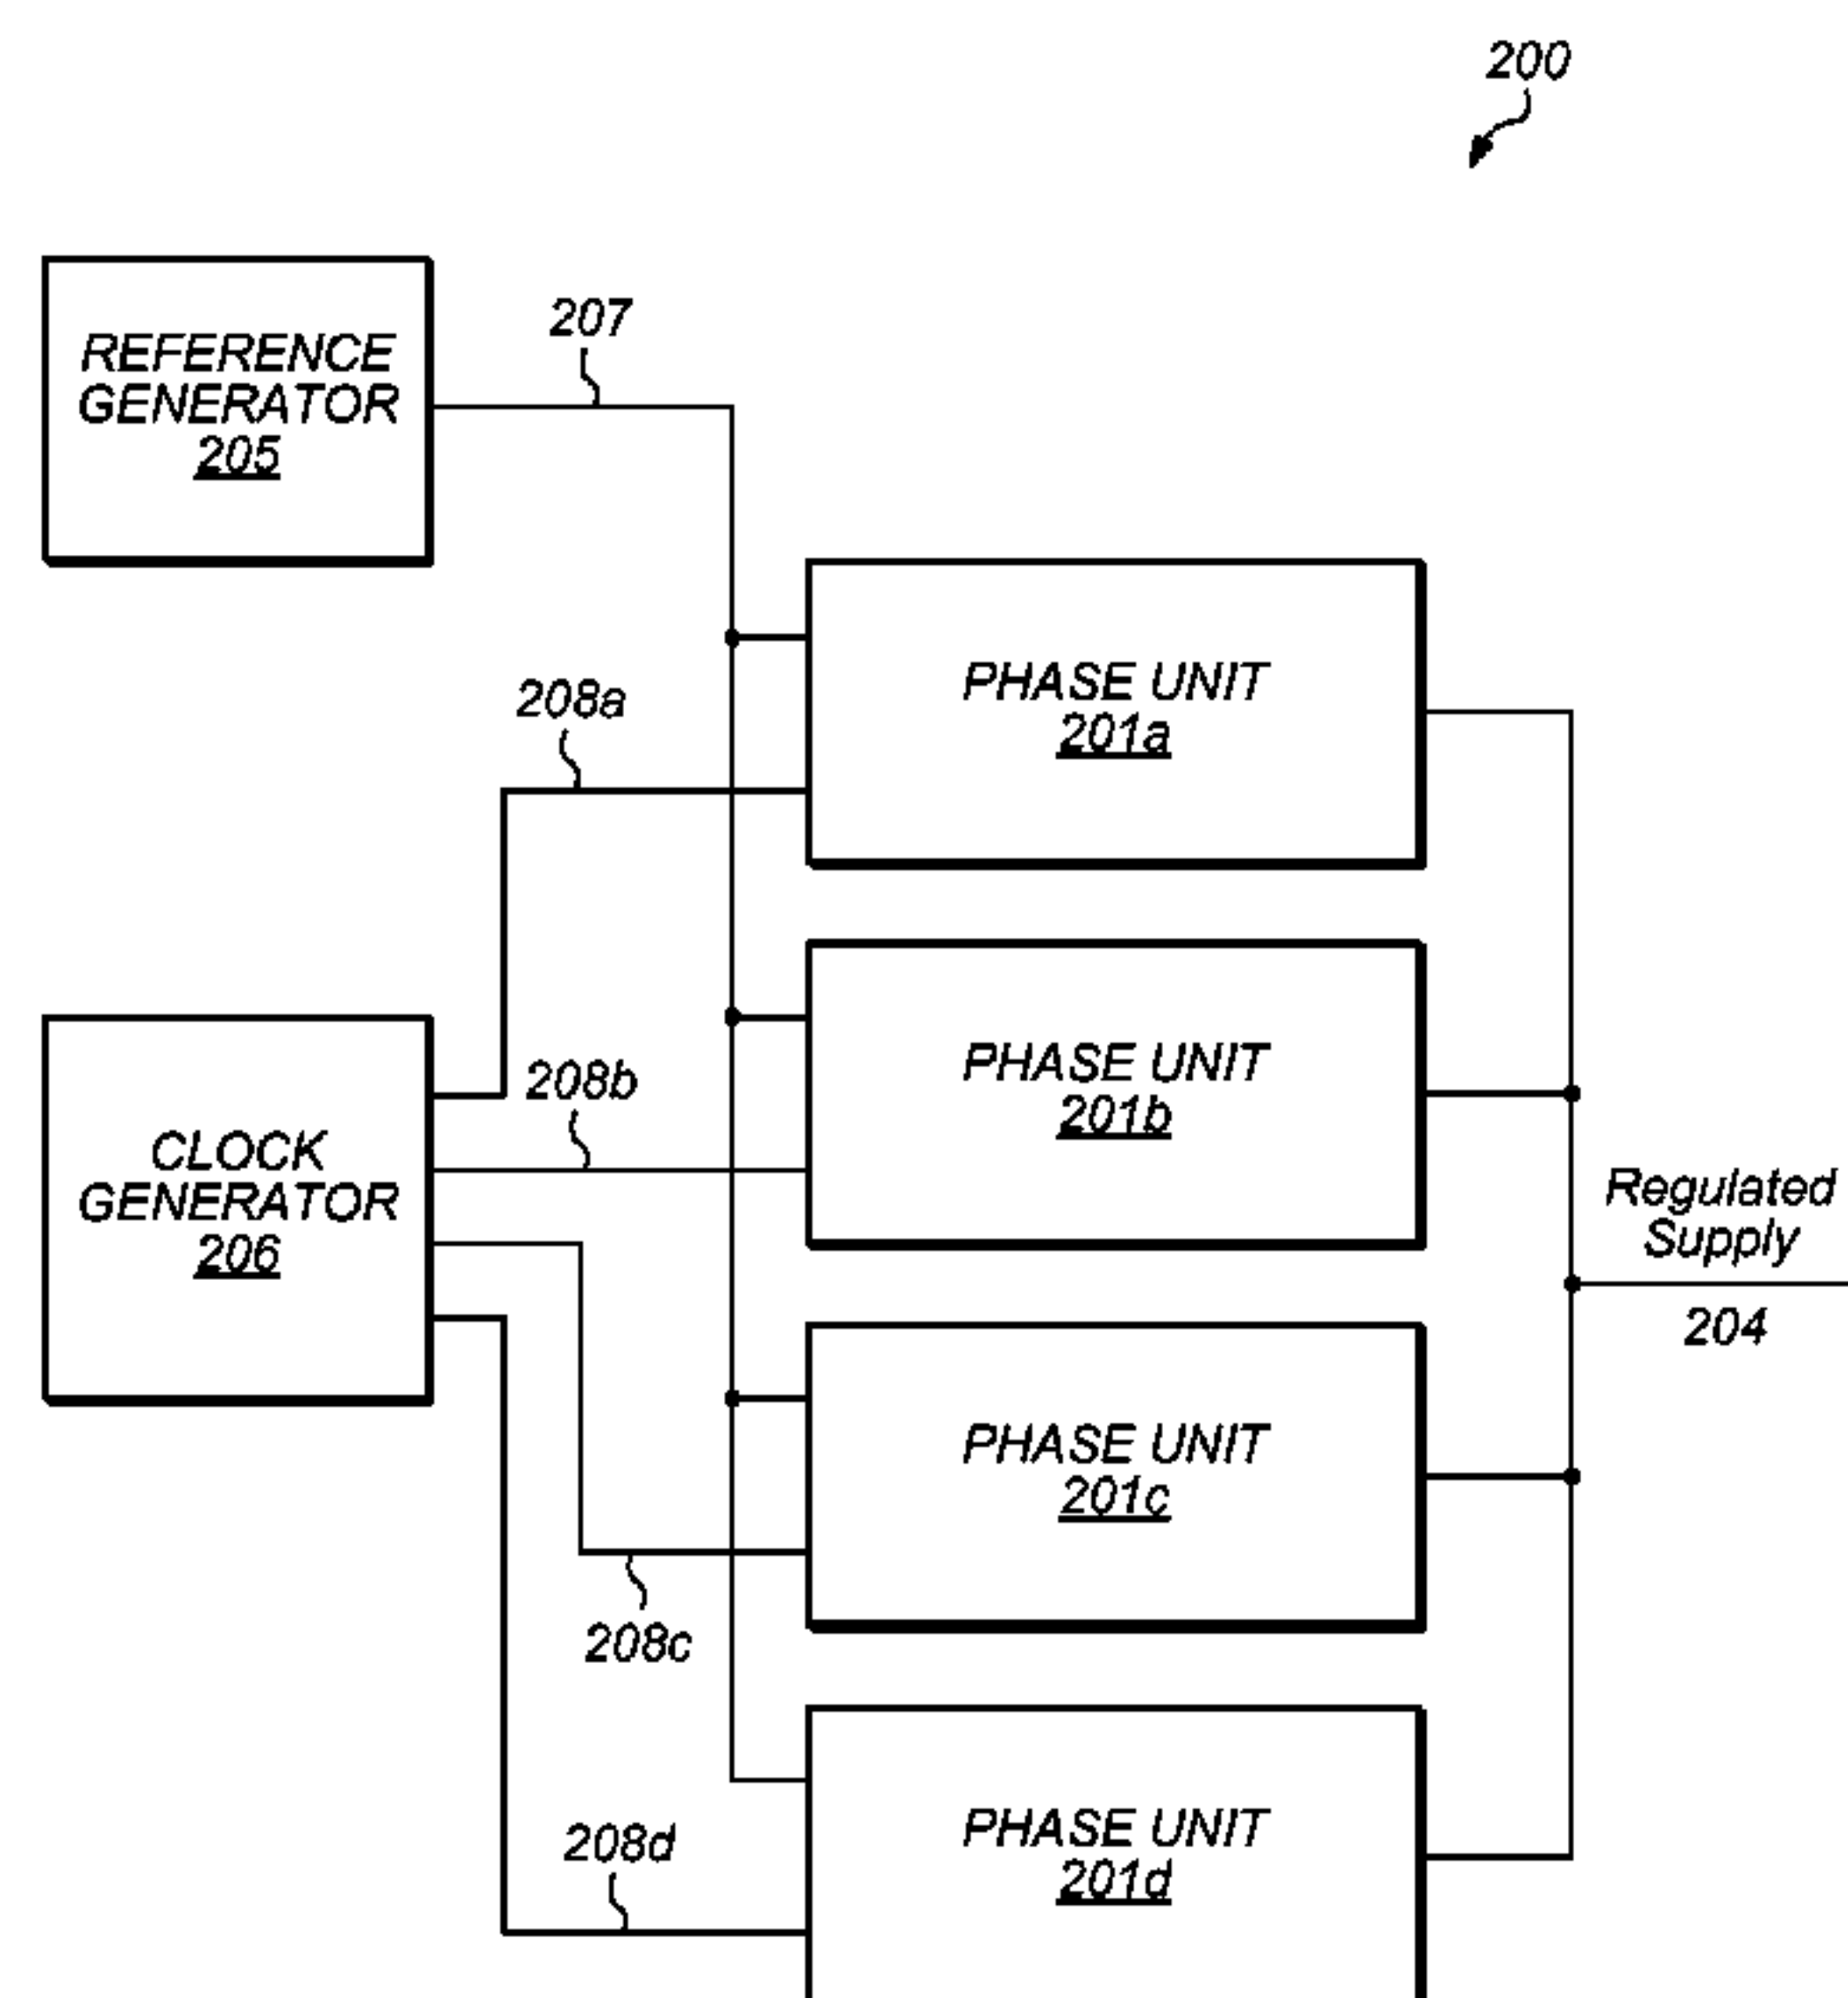 200
REFERENCE
GENERATOR
205
207
PHASE UNIT
201a
208a
PHASE UNIT
201b
208b
CLOCK
GENERATOR
206
Regulated
Supply
204
PHASE UNIT
201c
208c
PHASE UNIT
201d
208d